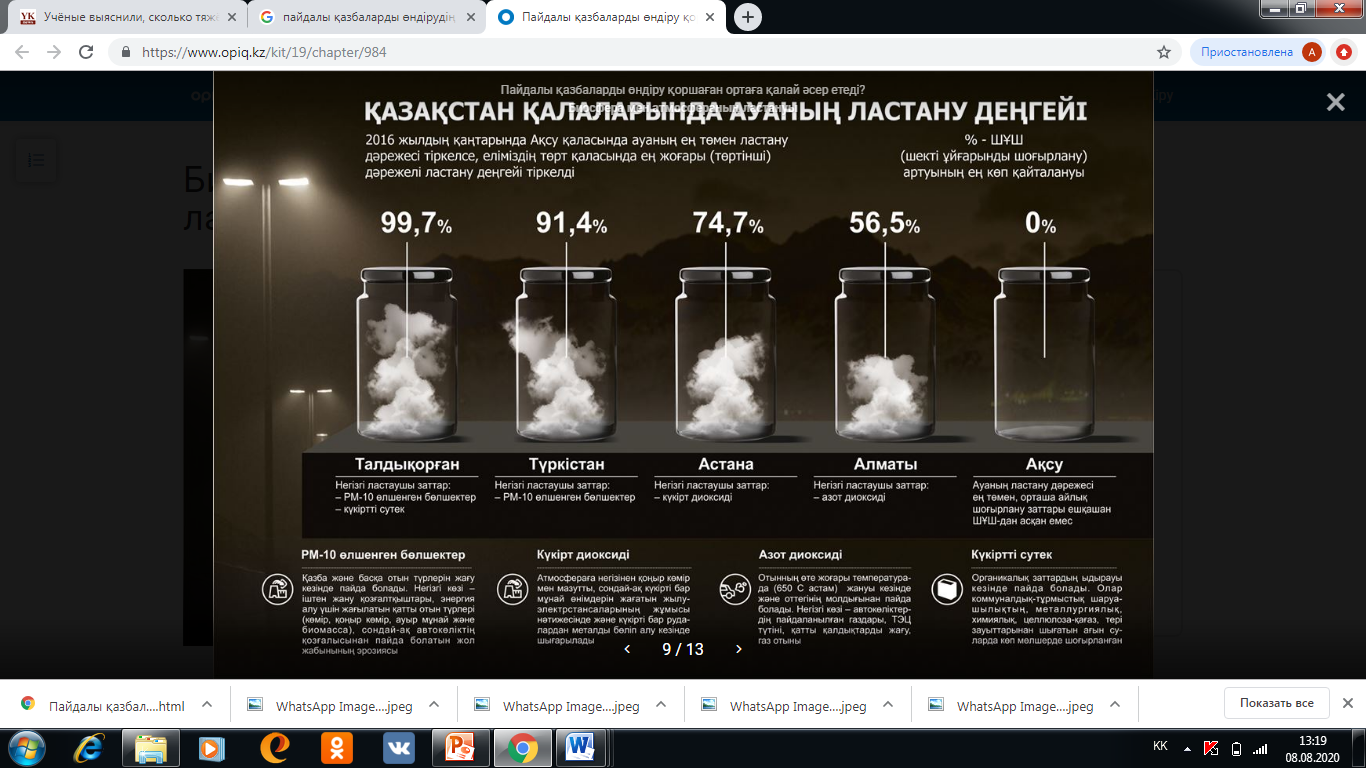 Учёные выяснили, сколько тяж
пайдалы қазбаларды өндірудің
Пайдалы қазбаларды өндіру қо
https://www.opiq.kz/kit/19/chapter/984
Приостановлена
А
Пайдалы қазбаларды өндіру қоршаған ортаға қалай әсер етеді?
Биосфера мен атмосфераның ластануы
ҚАЗАҚСТАН ҚАЛАЛАРЫНДА АУАНЫҢ ЛАСТАНУ ДЕҢГЕЙІ
2016 жылдың қаңтарында Ақсу қаласында ауаның ең төмен ластану
дәрежесі тіркелсе, еліміздің төрт қаласында ең жоғары (төртінші)
дәрежелі ластану деңгейі тіркелді
% - ШҰШ
(шекті ұйғарынды шоғырлану)
артуының ең көп қайталануы
99,7%
91,4%
74,7%
56,5%
0%
Талдықорған
Негізгі ластаушы заттар:
– РМ-10 өлшенген бөлшектер
– күкіртті сутек
Түркістан
Негізгі ластаушы заттар:
– РМ-10 өлшенген бөлшектер
Астана
Негізгі ластаушы заттар:
– күкірт диоксиді
Алматы
Негізгі ластаушы заттар:
– азот диоксиді
Ақсу
Ауаның ластану дәрежесі
ең төмен, орташа айлық
шоғырлану заттары ешқашан
ШҰШ-дан асқан емес
РМ-10 өлшенген бөлшектер
Қазба және басқа отын түрлерін жағу
кезінде пайда болады. Негізгі көзі –
іштен жану қозғалтқыштары, энергия
алу үшін жағылатын қатты отын түрлері
(көмір, қоңыр көмір, ауыр мұнай және
биомасса), сондай-ақ автокөліктің
қозғалысынан пайда болатын жол
жабынының эрозиясы
Күкірт диоксиді
Атмосфераға негізінен қоңыр көмір
мен мазутты, сондай-ақ күкірті бар
мұнай өнімдерін жағатын жылу-
электрстансаларының жұмысы
нәтижесінде және күкірті бар руда-
лардан металды бөліп алу кезінде
шығарылады
Азот диоксиді
Отынның өте жоғары температура-
да (650 С астам) жануы кезінде
және оттегінің молдығынан пайда
болады. Негізгі көзі – автокөліктер-
дің пайдаланылған газдары, ТЭЦ
түтіні, қатты қалдықтарды жағу,
газ отыны
Күкіртті сутек
Органикалық заттардың ыдырауы
кезінде пайда болады. Олар
коммуналдық-тұрмыстық шаруа-
шылықтың, металлургиялық,
химиялық, целлюлоза-қағаз, тері
зауыттарынан шығатын ағын су-
ларда көп мөлшерде шоғырланған
9 / 13
Пайдалы қазбал....html
WhatsApp Image....jpeg
WhatsApp Image....jpeg
WhatsApp Image....jpeg
WhatsApp Image....jpeg
Показать все
KK
13:19
08.08.2020